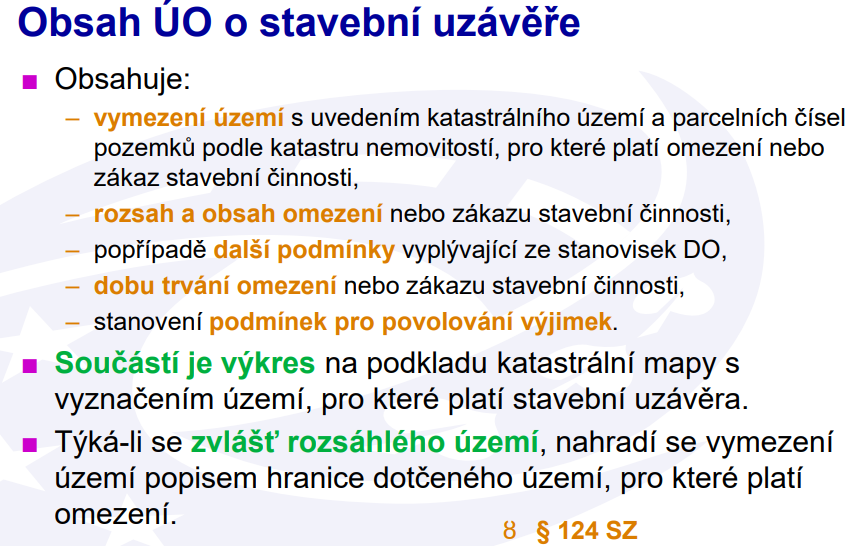 Obsah ÚO o stavební uzávěře
■ Obsahuje:
– vymezení území s uvedením katastrálního území a parcelních čísel
pozemků podle katastru nemovitostí, pro které platí omezení nebo
zákaz stavební činnosti,
– rozsah a obsah omezení nebo zákazu stavební činnosti,
– popřípadě další podmínky vyplývající ze stanovisek DO,
– dobu trvání omezení nebo zákazu stavební činnosti,
– stanovení podmínek pro povolování výjimek.
■ Součástí je výkres na podkladu katastrální mapy s
vyznačením území, pro které platí stavební uzávěra.
■ Týká-li se zvlášť rozsáhlého území, nahradí se vymezení
území popisem hranice dotčeného území, pro které platí
omezení.
8 § 124 SZ